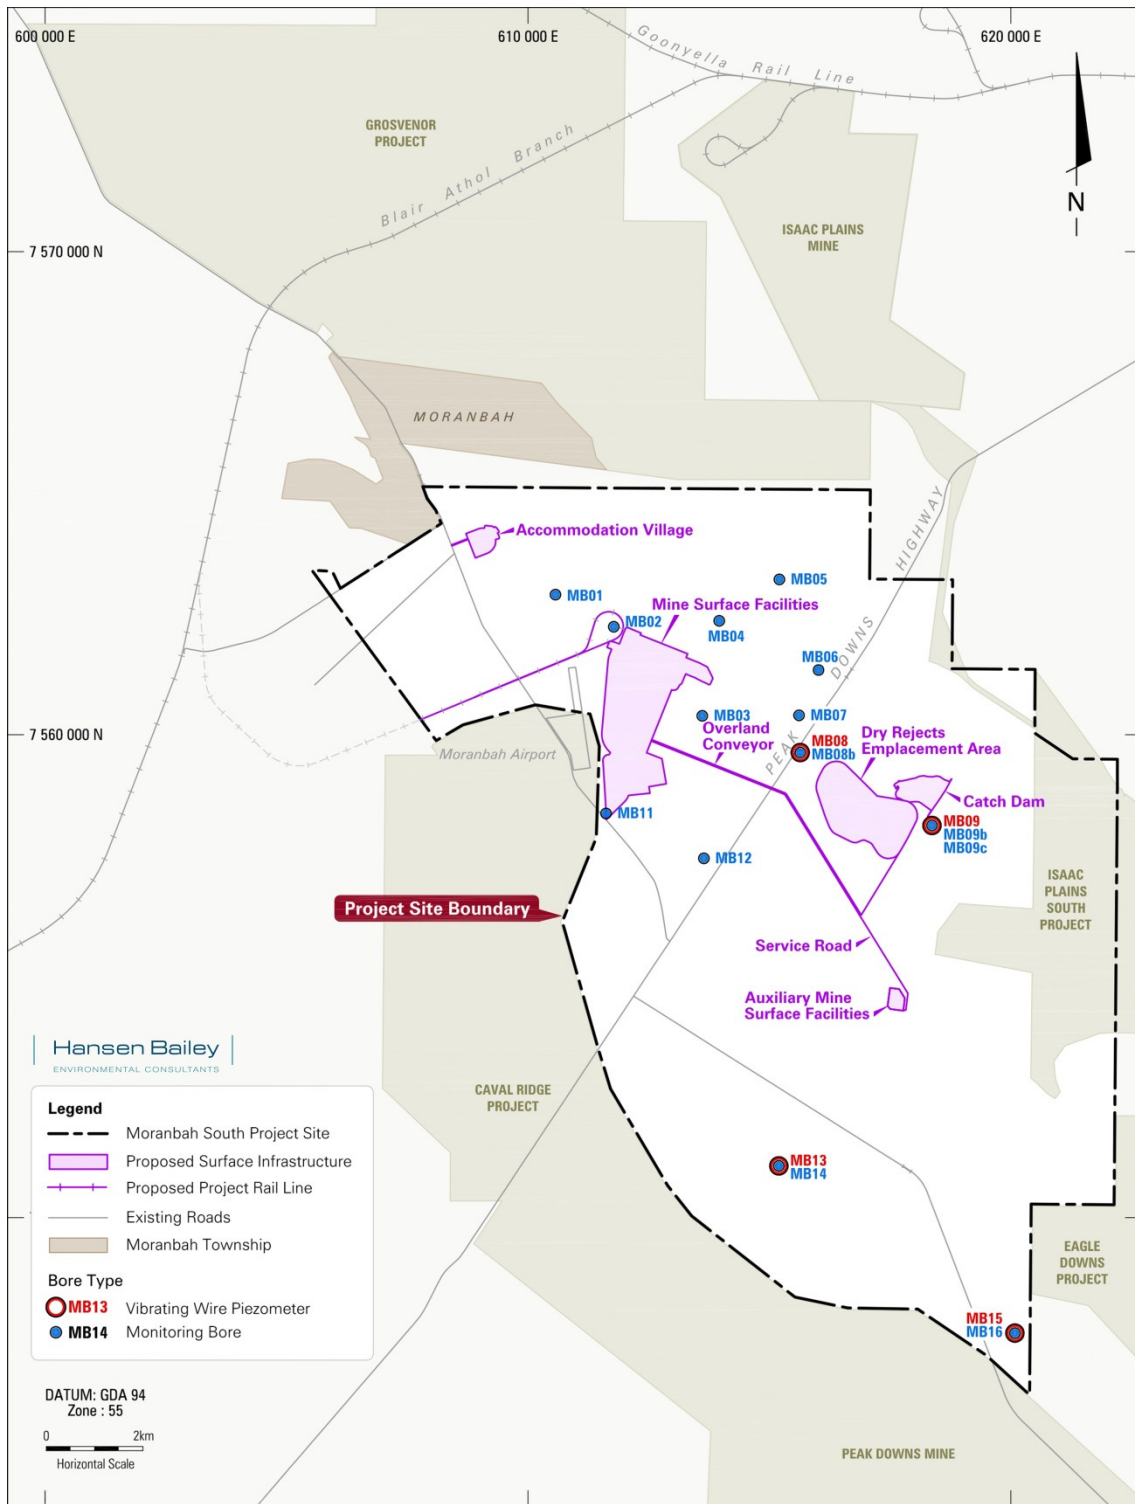 600 000 E
610 000 E
620 000 E
Goonyella Rail Line
GROSVENOR
PROJECT
Blair Athol Branch
N
ISAAC PLAINS
MINE
7 570 000 N
MORANBAH
HIGHWAY
Accommodation Village
MB05
MB01
Mine Surface Facilities
MB02
MB04
DOWNS
MB06
MB03
MB07
7 560 000 N
Overland
Conveyor
Dry Rejects
Emplacement Area
MB08
MB08b
PEAK
Moranbah Airport
Catch Dam
MB11
MB09
MB09b
MB09c
MB12
ISAAC
PLAINS
SOUTH
PROJECT
Project Site Boundary
Service Road
Auxiliary Mine
Surface Facilities
Hansen Bailey
ENVIRONMENTAL CONSULTANTS
CAVAL RIDGE
PROJECT
Legend
Moranbah South Project Site
Proposed Surface Infrastructure
Proposed Project Rail Line
Existing Roads
Moranbah Township
Bore Type
MB13 Vibrating Wire Piezometer
MB14 Monitoring Bore
MB13
MB14
EAGLE
DOWNS
PROJECT
MB15
MB16
DATUM: GDA 94
Zone : 55
0 2km
Horizontal Scale
PEAK DOWNS MINE